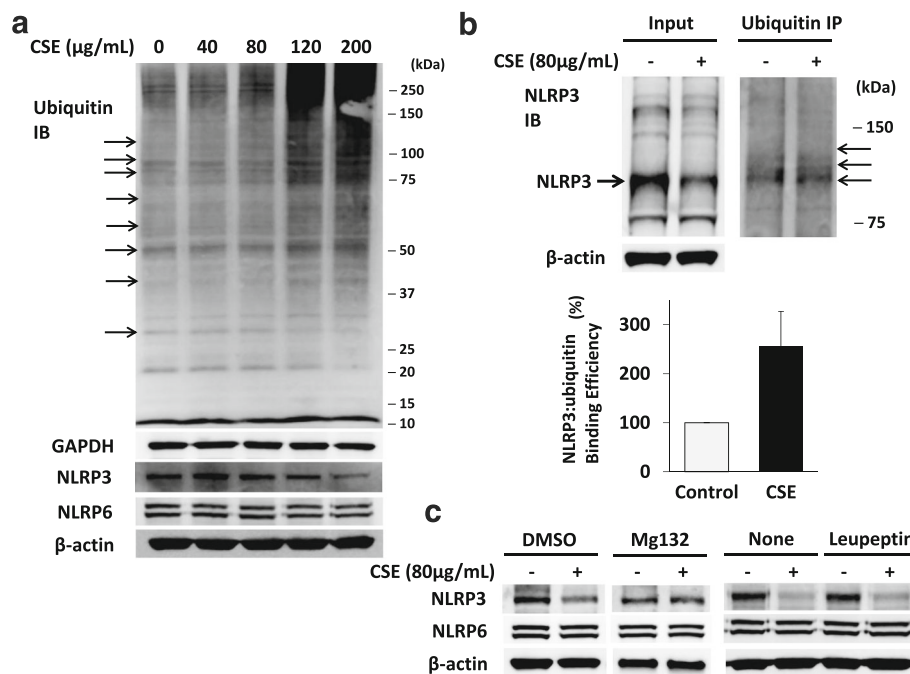 a
CSE (µg/mL) 0 40 80 120 200
(kDa)
Ubiquitin
IB
250
150
100
75
50
37
25
20
15
10
GAPDH
NLRP3
NLRP6
β-actin
b
Input Ubiquitin IP
CSE (80µg/mL) - + - +
(kDa)
NLRP3
IB
150
NLRP3
75
β-actin
NLRP3:ubiquitin
Binding Efficiency
(%)
300
200
100
0
Control CSE
c
DMSO Mg132 None Leupeptin
CSE (80µg/mL) - + - + - + - +
NLRP3
NLRP6
β-actin